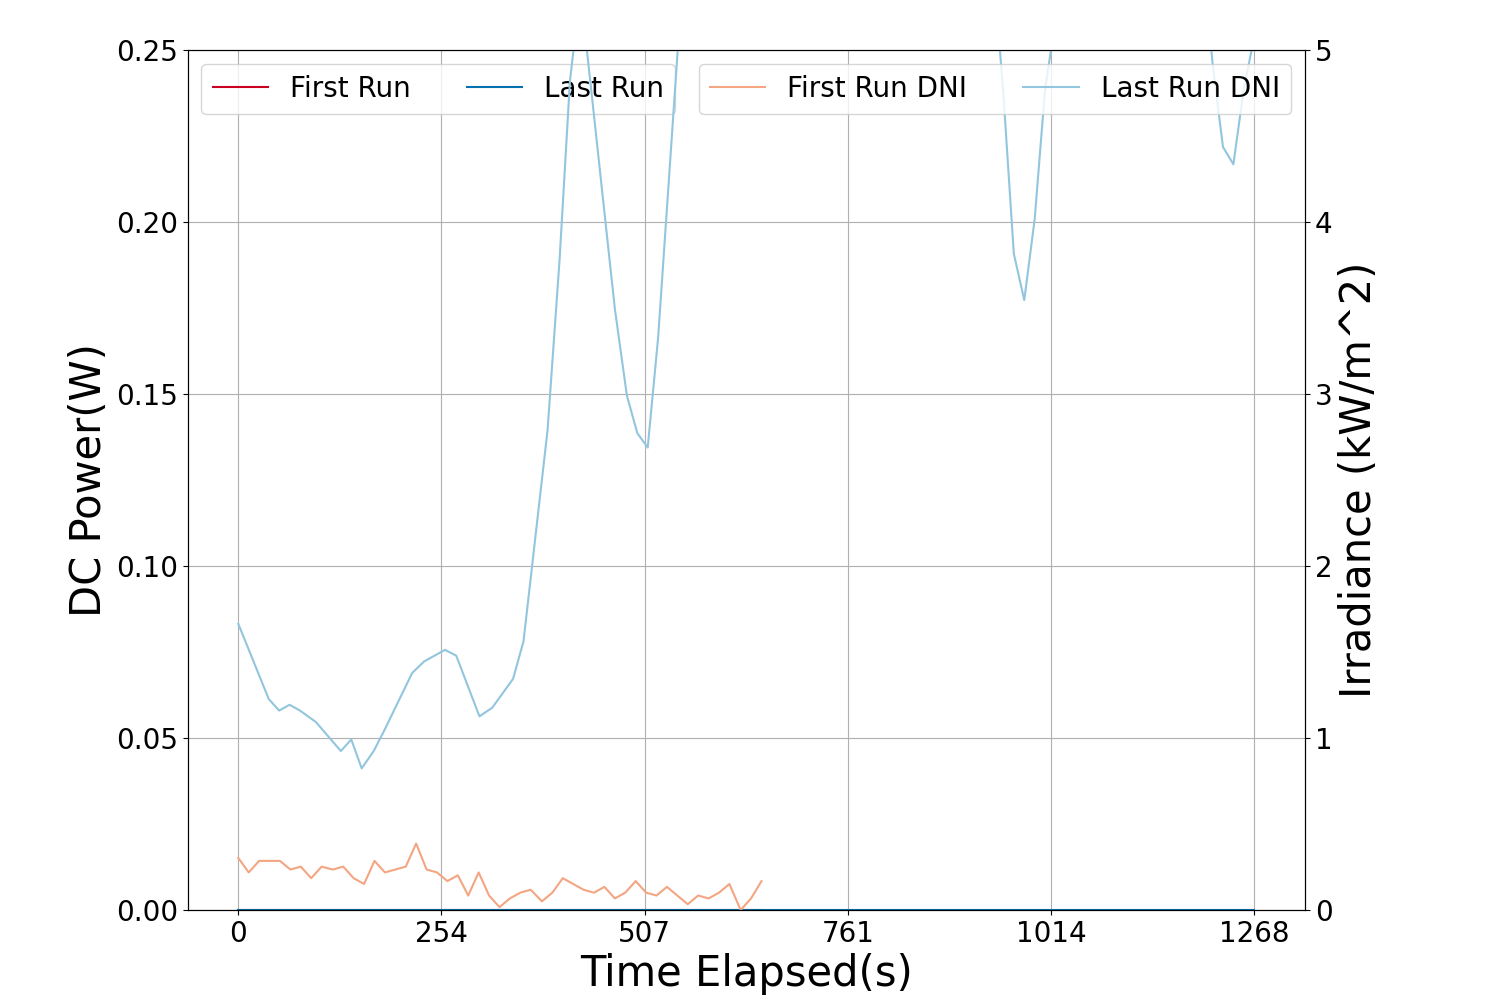 First Run
Last Run
First Run DNI
Last Run DNI
DC Power(W)
0.25
0.20
0.15
0.10
0.05
0.00
5
4
3
2
1
0
Irradiance (kW/m^2)
0
254
507
761
1014
1268
Time Elapsed(s)